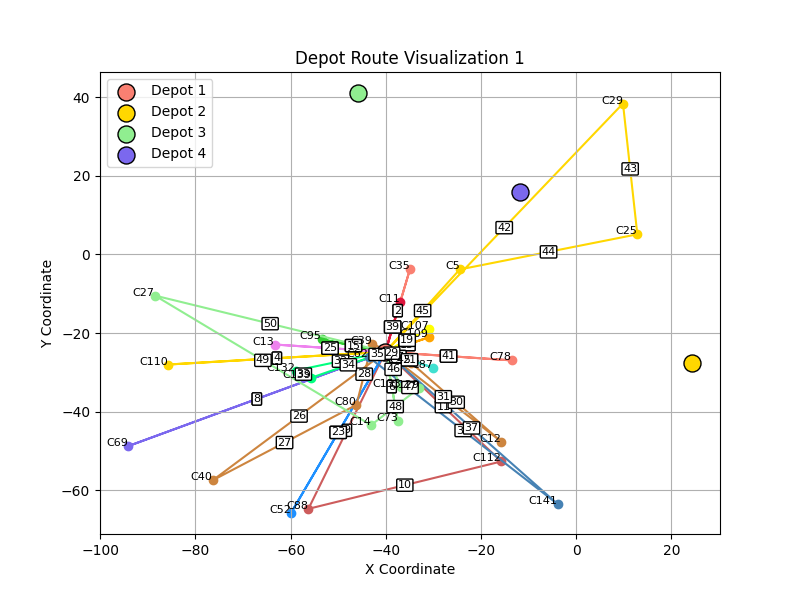 Depot Route Visualization 1
Depot 1
Depot 2
Depot 3
Depot 4
Y Coordinate
40
20
0
−20
−40
−60
C29
43
42
C25
44
C5
C35
C27
C11
2
45
50
39
C107
C109
19
C95
C13
25
C39
35
29
41
C78
C110
49
4
34
46
C87
C132
28
C69
8
26
C80
48
31
30
C14
C73
27
23
37
C12
C40
C112
10
C52
C88
C141
−100
−80
−60
−40
−20
0
20
X Coordinate